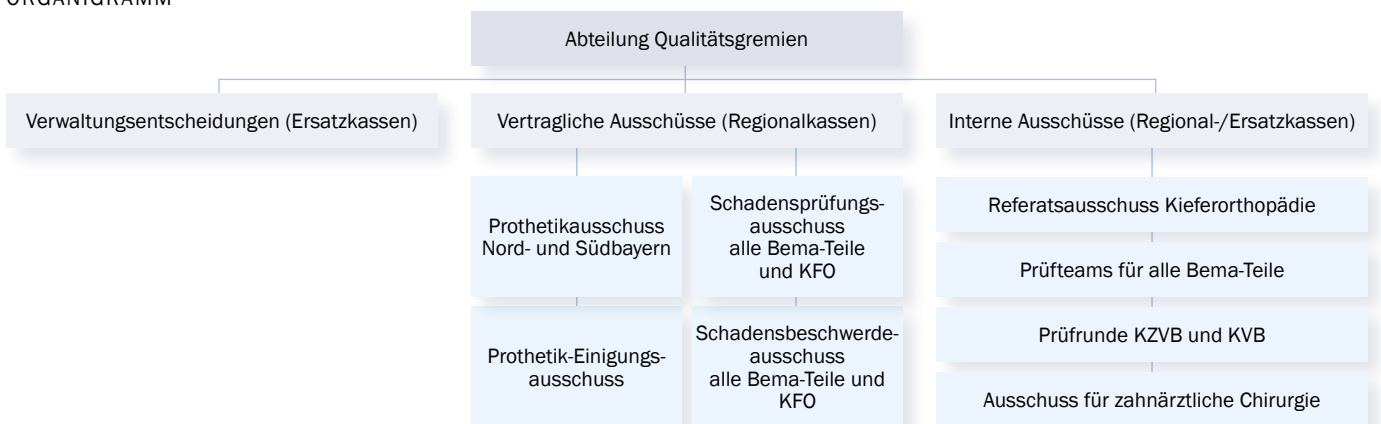 ORGANIGRAMM
Abteilung Qualitätsgremien
Verwaltungsentscheidungen (Ersatzkassen)
Vertragliche Ausschüsse (Regionalkassen)
Interne Ausschüsse (Regional-/Ersatzkassen)
Prothetikausschuss
Nord- und Südbayern
Prothetik-Einigungs-
ausschuss
Schadensprüfungs-
ausschuss
alle Bema-Teile
und KFO
Schadensbeschwerde-
ausschuss
alle Bema-Teile und
KFO
Referatsausschuss Kieferorthopädie
Prüfteams für alle Bema-Teile
Prüfrunde KZVB und KVB
Ausschuss für zahnärztliche Chirurgie